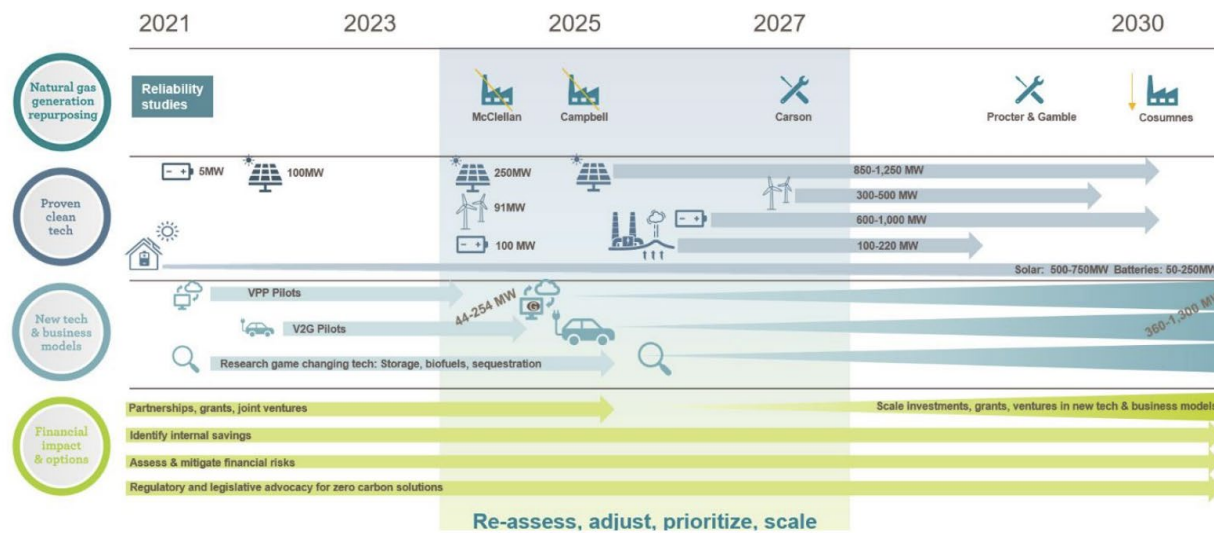 2021 2023 2025 2027 2030
Natural gas
generation
repurposing
Reliability
studies
McClellan
Campbell
Carson
Procter & Gamble
Cosumnes
Proven
clean
tech
5MW
100MW
250MW
91MW
100 MW
850-1,250 MW
300-500 MW
600-1,000 MW
100-220 MW
Solar: 500-750MW Batteries: 50-250MW
New tech
& business
models
VPP Pilots
V2G Pilots
44-254 MW
Research game changing tech: Storage, biofuels, sequestration
360-1,300 MW
Financial
impact
& options
Partnerships, grants, joint ventures
Scale investments, grants, ventures in new tech & business models
Identify internal savings
Assess & mitigate financial risks
Regulatory and legislative advocacy for zero carbon solutions
Re-assess, adjust, prioritize, scale